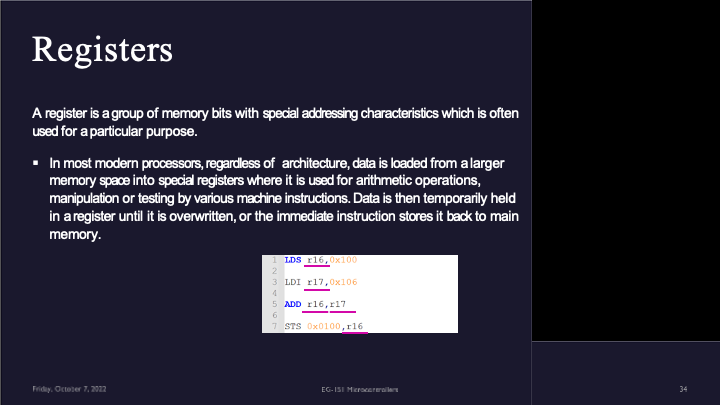 Registers
A register is a group of memory bits with special addressing characteristics which is often
used for a particular purpose.
▪ In most modern processors, regardless of architecture, data is loaded from a larger
memory space into special registers where it is used for arithmetic operations,
manipulation or testing by various machine instructions. Data is then temporarily held
in a register until it is overwritten, or the immediate instruction stores it back to main
memory.
1 LDS r16,0x100
2
3 LDI r17,0x106
4
5 ADD r16,r17
6
7 STS 0x0100,r16
Friday, October 7, 2022
EG-151 Microcontrollers
34